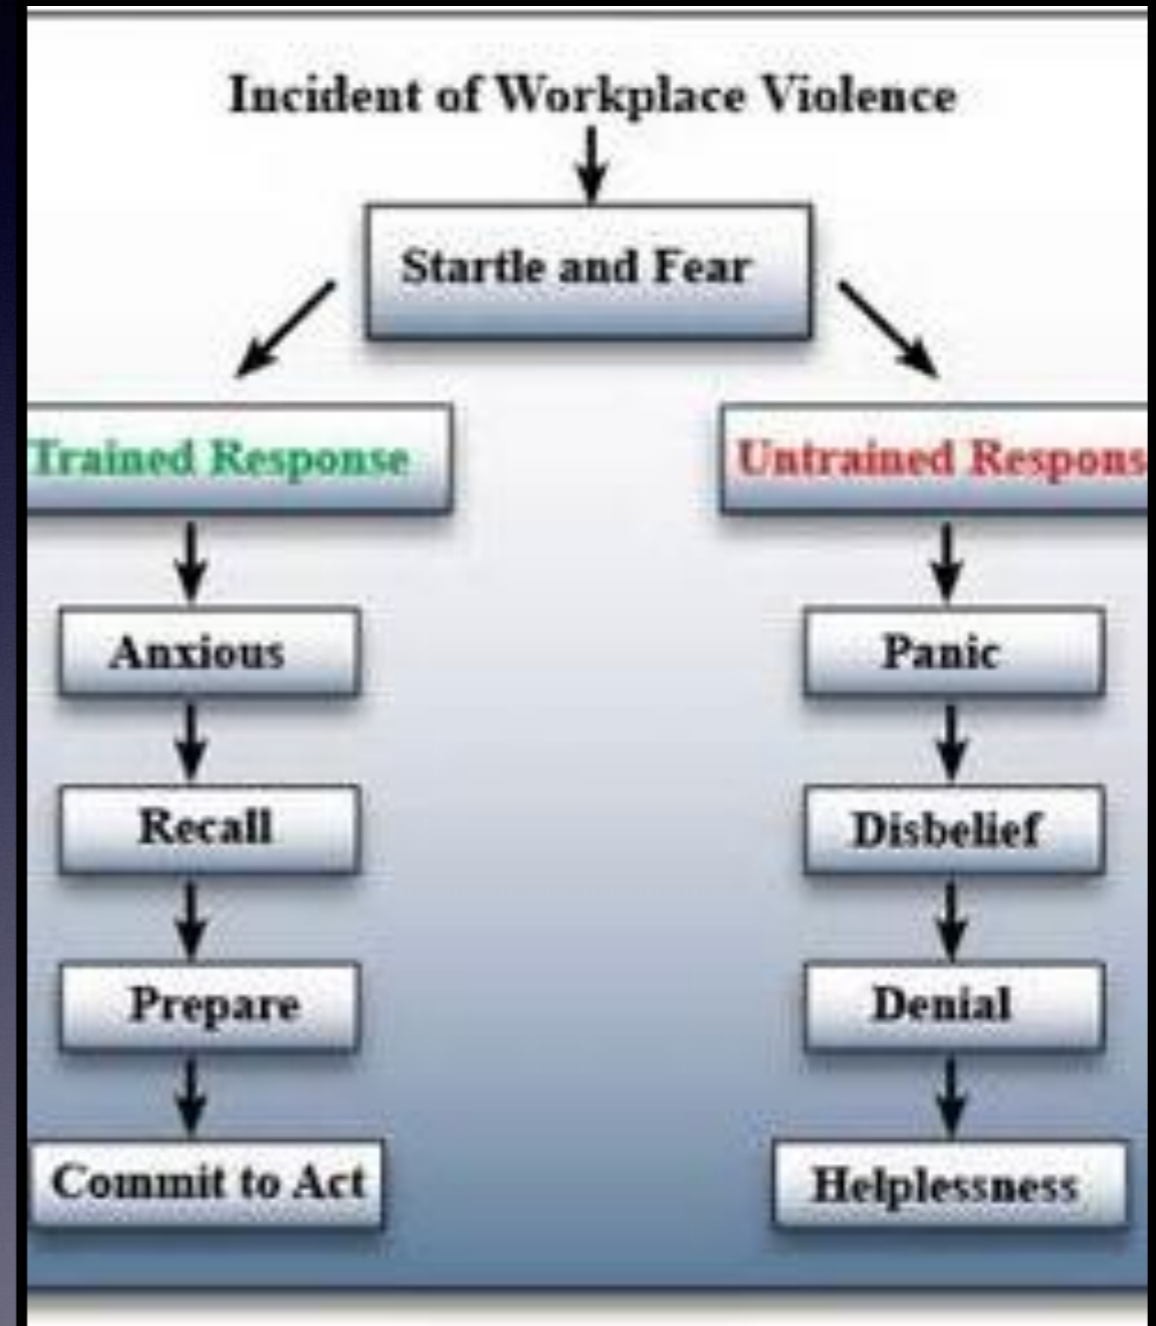 Incident of Workplace Violence
Startle and Fear
Trained Response
Untrained Respons
Anxious
Panic
Recall
Disbelief
Prepare
Denial
Commit to Act
Helplessness